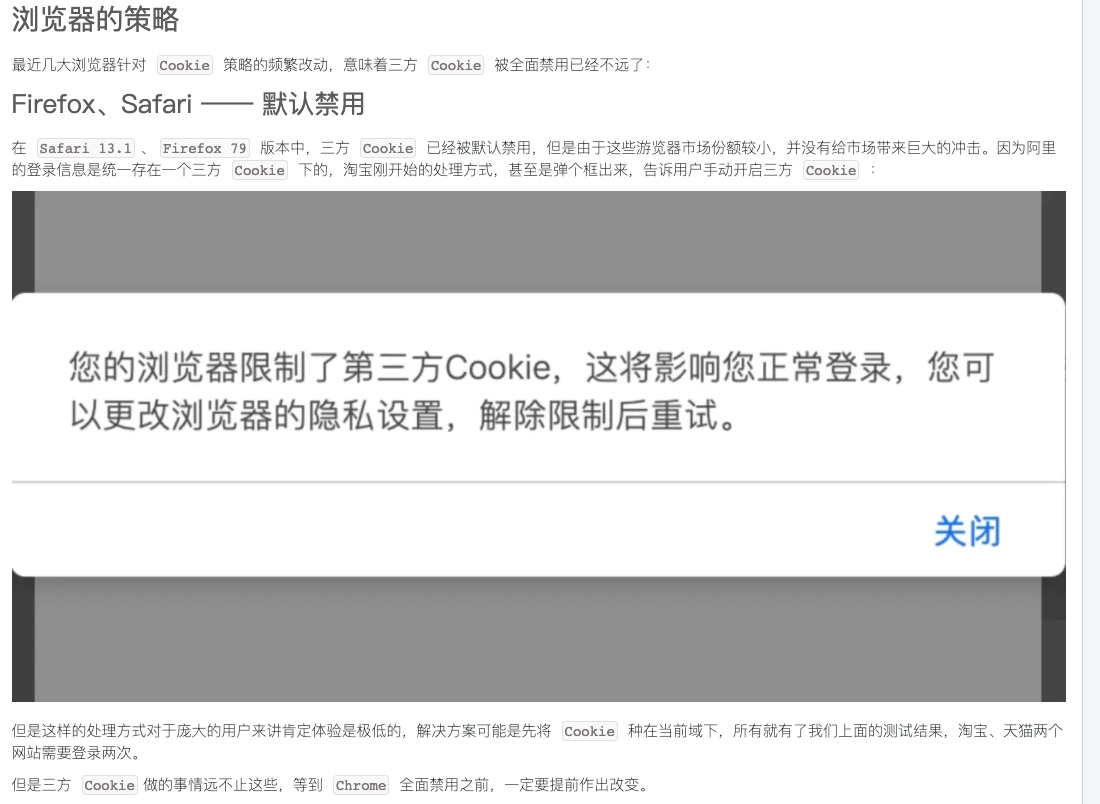 浏览器的策略
最近几大浏览器针对 Cookie 策略的频繁改动，意味着三方 Cookie 被全面禁用已经不远了：
Firefox、Safari —— 默认禁用
在 Safari 13.1 、 Firefox 79 版本中，三方 Cookie 已经被默认禁用，但是由于这些游览器市场份额较小，并没有给市场带来巨大的冲击。因为阿里
的登录信息是统一存在一个三方 Cookie 下的，淘宝刚开始的处理方式，甚至是弹个框出来，告诉用户手动开启三方 Cookie ：
您的浏览器限制了第三方Cookie，这将影响您正常登录，您可
以更改浏览器的隐私设置，解除限制后重试。
关闭
但是这样的处理方式对于庞大的用户来讲肯定体验是极低的，解决方案可能是先将 Cookie 种在当前域下，所有就有了我们上面的测试结果，淘宝、天猫两个
网站需要登录两次。
但是三方 Cookie 做的事情远不止这些，等到 Chrome 全面禁用之前，一定要提前作出改变。